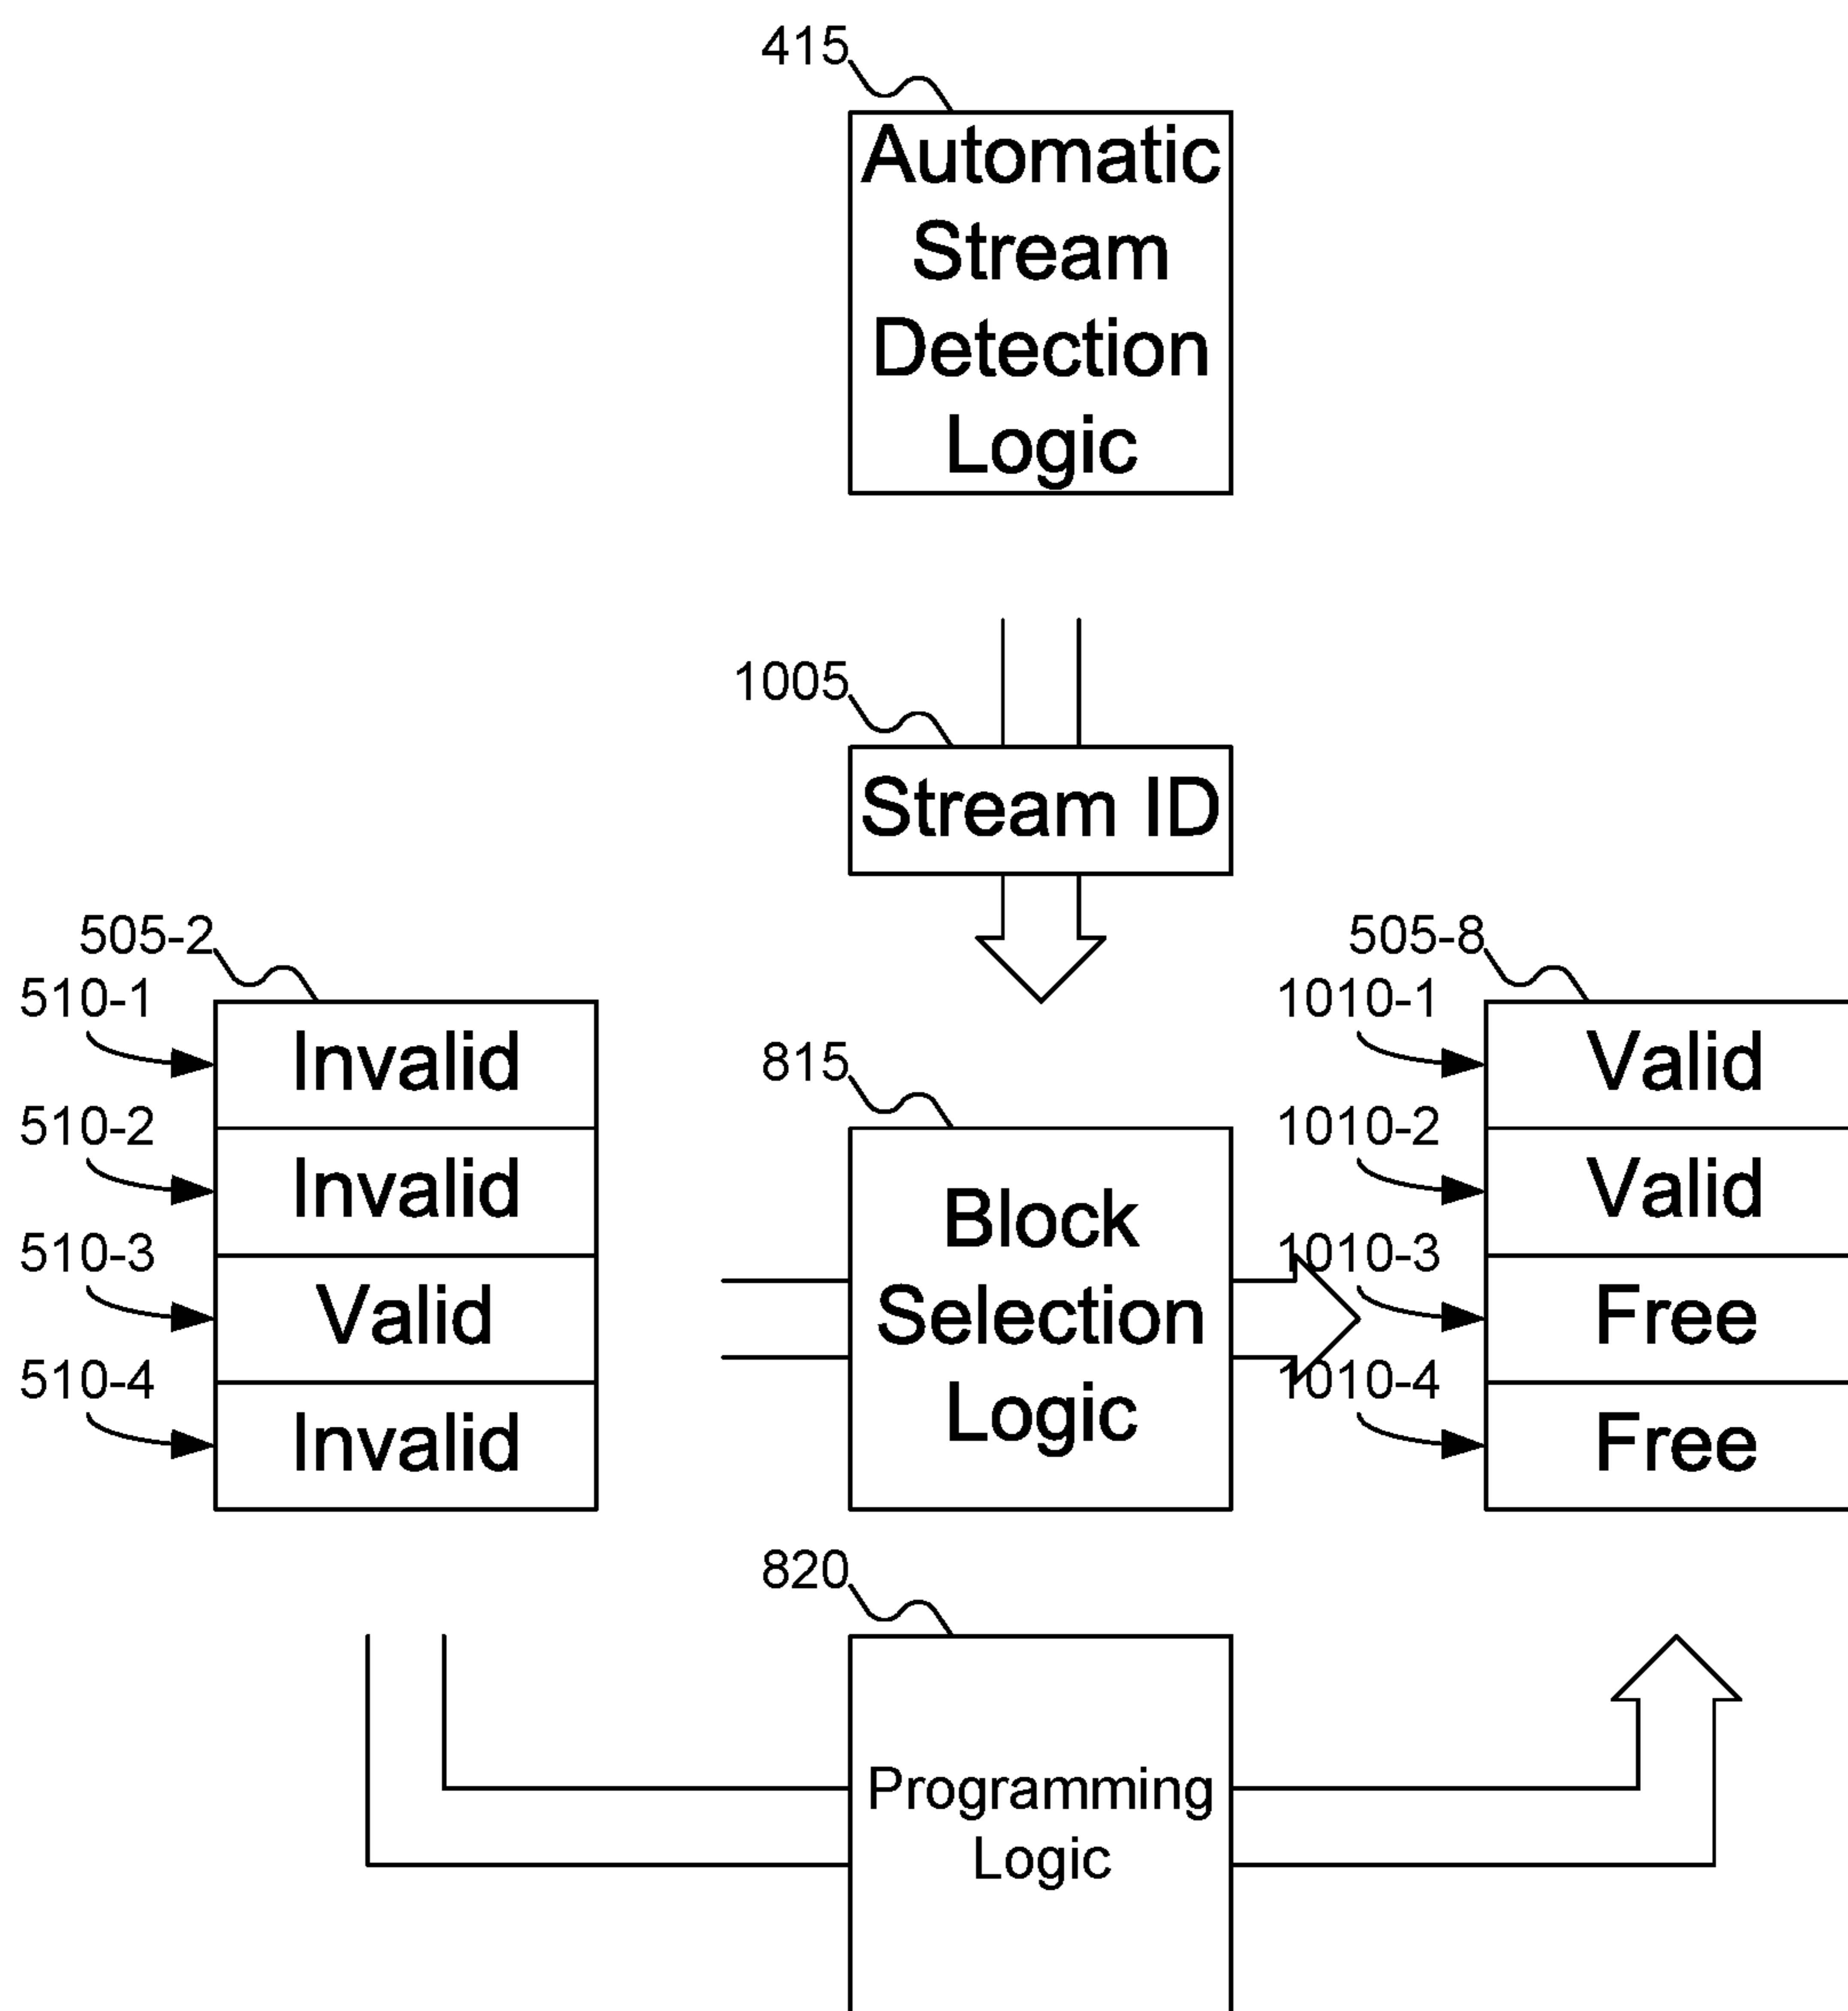 415
Automatic
Stream
Detection
Logic
1005
Stream ID
505-2
510-1
Invalid
510-2
Invalid
510-3
Valid
510-4
Invalid
815
Block
Selection
Logic
505-8
1010-1
Valid
1010-2
Valid
1010-3
Free
1010-4
Free
820
Programming
Logic